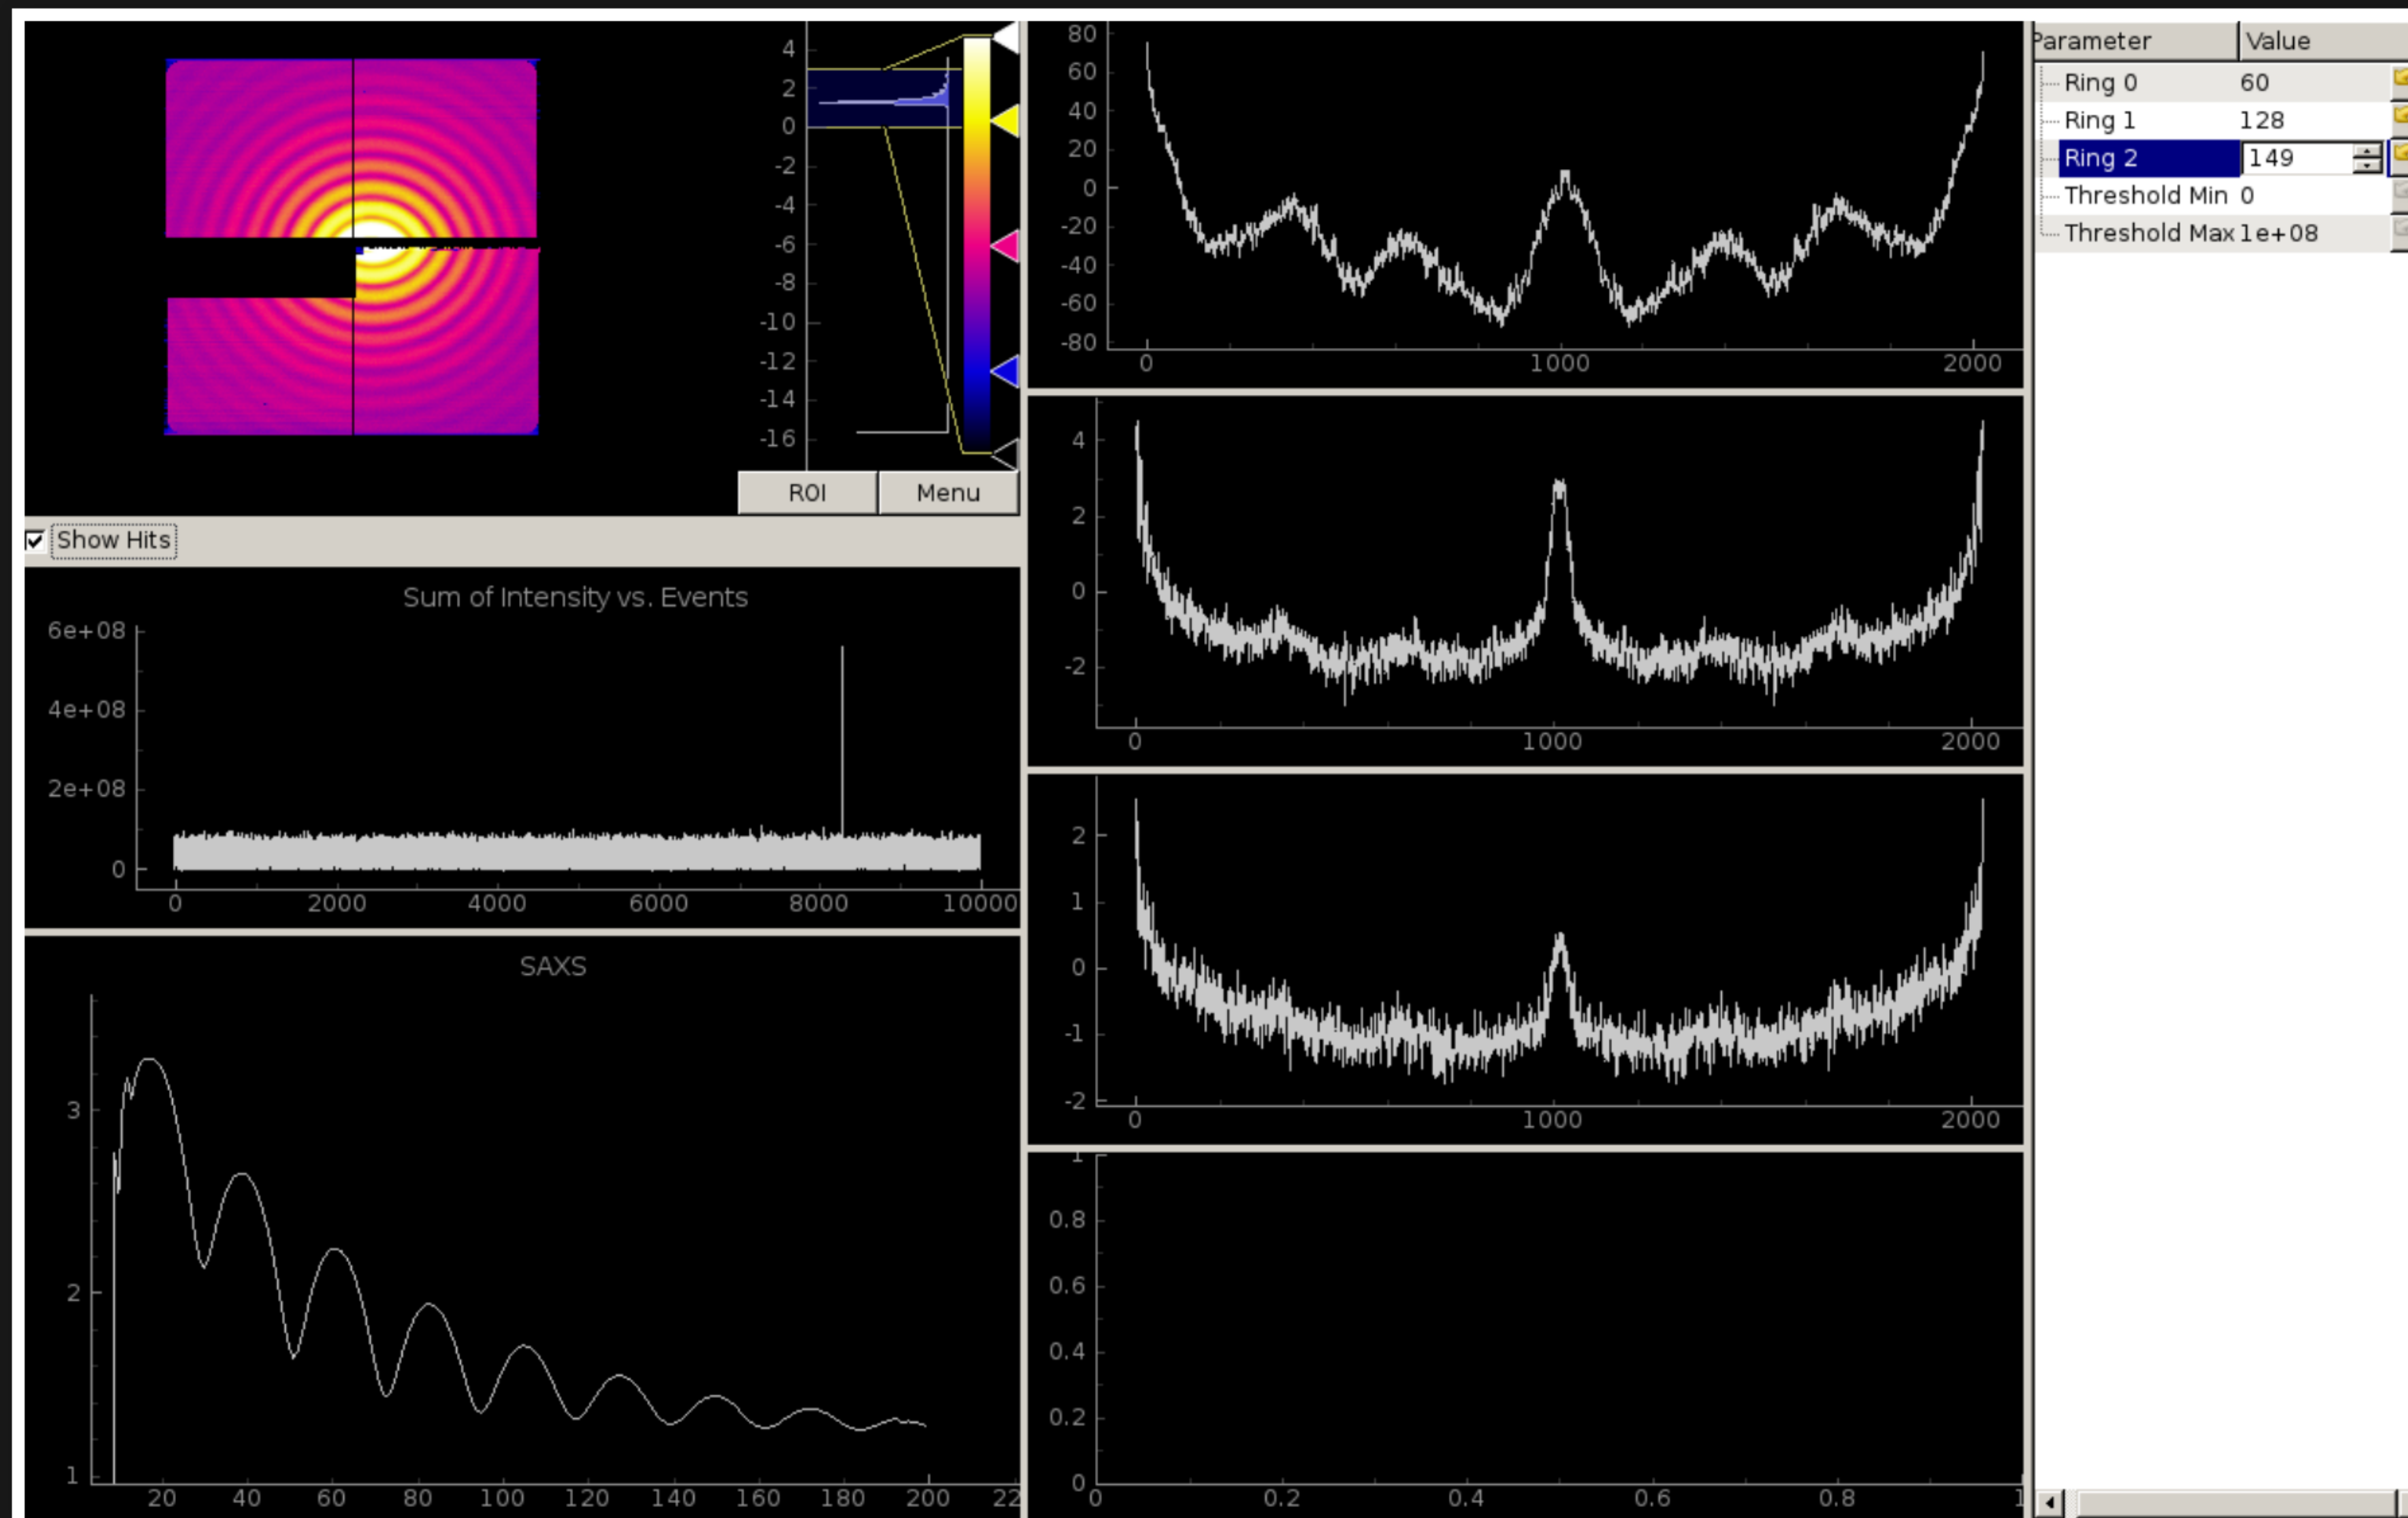 4
2
0
-2
-4
-6
-8
-10
-12
-14
-16
ROI Menu
Show Hits
Sum of Intensity vs. Events
6e+08
4e+08
2e+08
0
0 2000 4000 6000 8000 10000
SAXS
3
2
1
20 40 60 80 100 120 140 160 180 200 22
80
60
40
20
0
-20
-40
-60
-80
0 1000 2000
4
2
0
-2
0 1000 2000
2
1
0
-1
-2
0 1000 2000
1
0.8
0.6
0.4
0.2
0
0 0.2 0.4 0.6 0.8 1
Parameter Value
Ring 0 60
Ring 1 128
Ring 2 149
Threshold Min 0
Threshold Max 1e+08